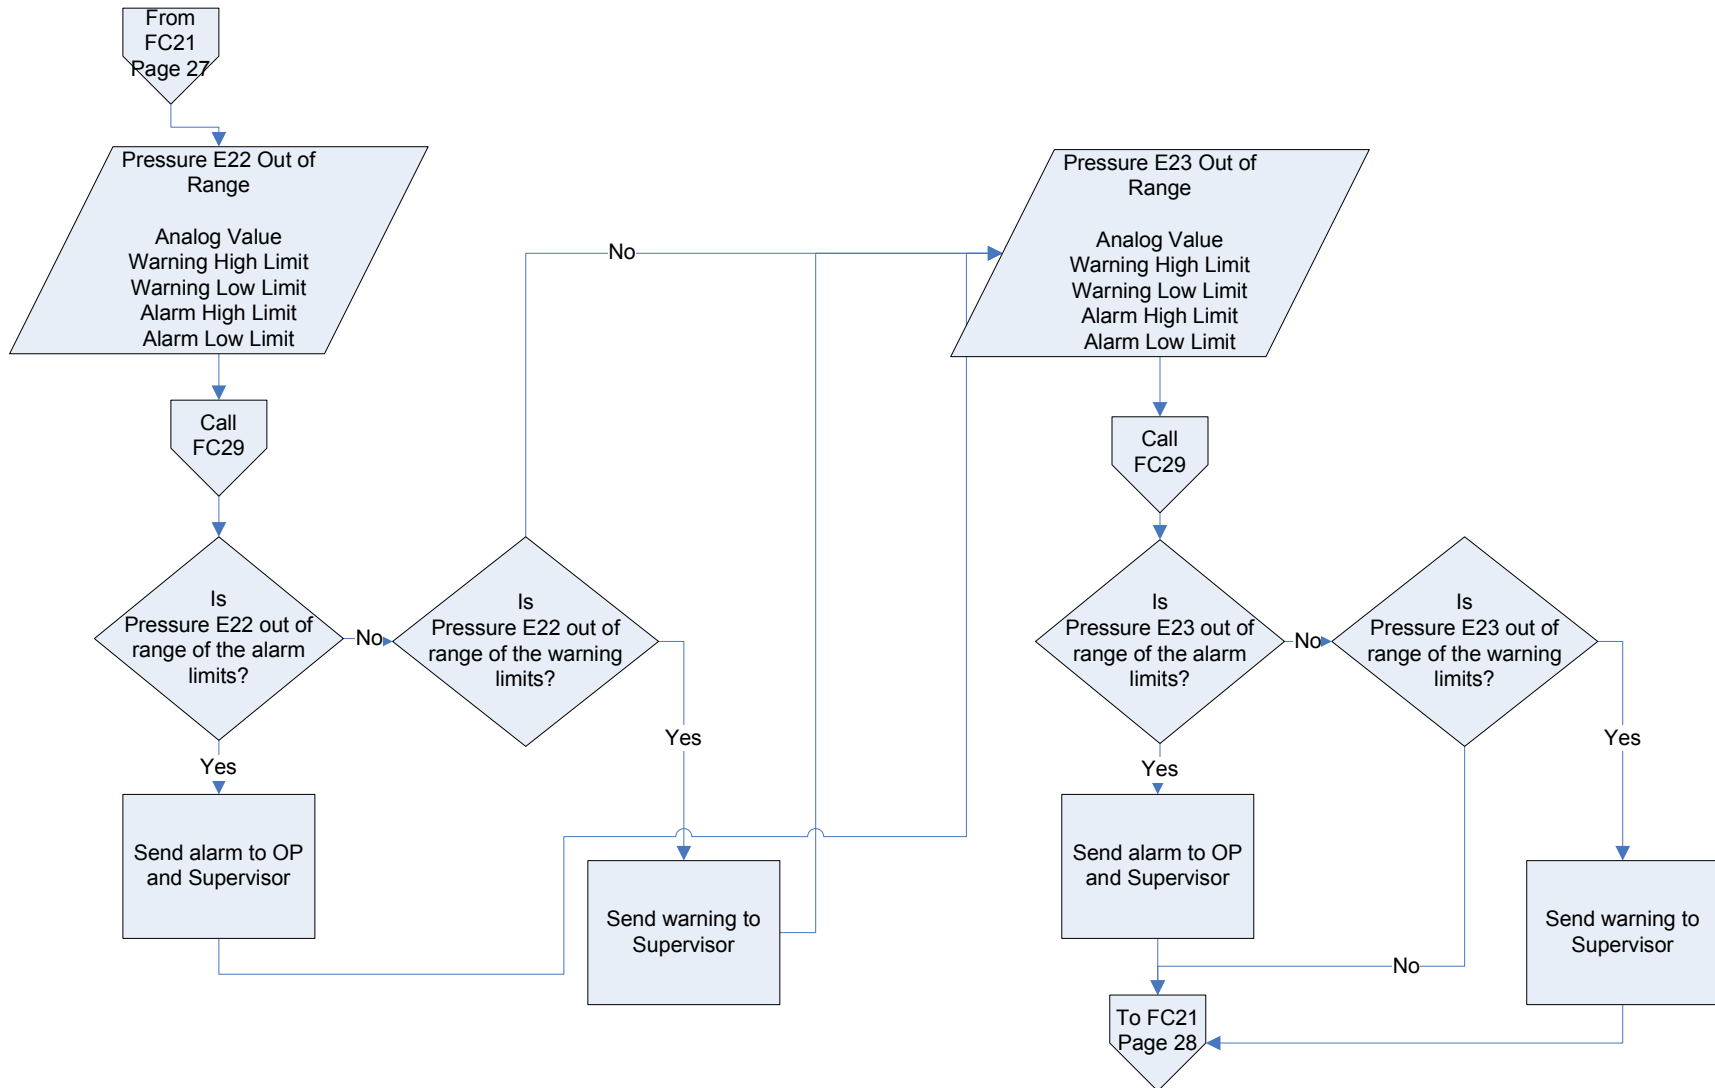 From
FC21
Page 27
Pressure E22 Out of
Range
Analog Value
Warning High Limit
Warning Low Limit
Alarm High Limit
Alarm Low Limit
Call
FC29
Is
Pressure E22 out of
range of the alarm
limits?
No
Is
Pressure E22 out of
range of the warning
limits?
No
Yes
Yes
Send alarm to OP
and Supervisor
Send warning to
Supervisor
Pressure E23 Out of
Range
Analog Value
Warning High Limit
Warning Low Limit
Alarm High Limit
Alarm Low Limit
Call
FC29
Is
Pressure E23 out of
range of the alarm
limits?
No
Is
Pressure E23 out of
range of the warning
limits?
Yes
Yes
Send alarm to OP
and Supervisor
Send warning to
Supervisor
No
To FC21
Page 28